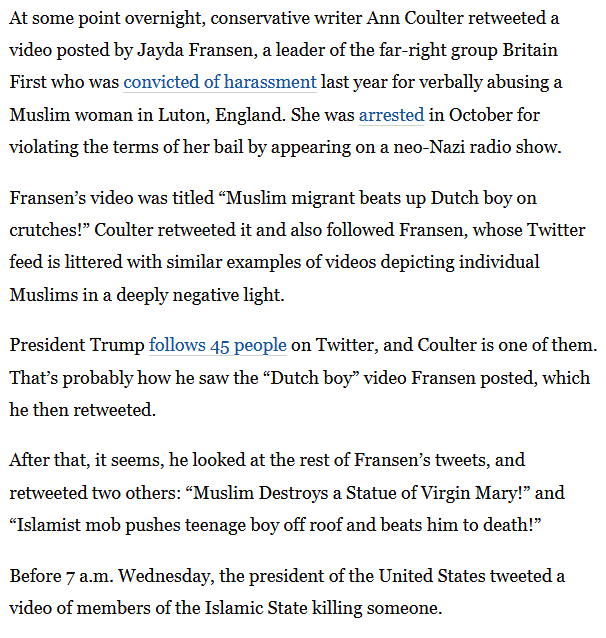 At some point overnight, conservative writer Ann Coulter retweeted a
video posted by Jayda Fransen, a leader of the far-right group Britain
First who was convicted of harassment last year for verbally abusing a
Muslim woman in Luton, England. She was arrested in October for
violating the terms of her bail by appearing on a neo-Nazi radio show.
Fransen’s video was titled “Muslim migrant beats up Dutch boy on
crutches!” Coulter retweeted it and also followed Fransen, whose Twitter
feed is littered with similar examples of videos depicting individual
Muslims in a deeply negative light.
President Trump follows 45 people on Twitter, and Coulter is one of them.
That’s probably how he saw the “Dutch boy” video Fransen posted, which
he then retweeted.
After that, it seems, he looked at the rest of Fransen’s tweets, and
retweeted two others: “Muslim Destroys a Statue of Virgin Mary!” and
“Islamist mob pushes teenage boy off roof and beats him to death!”
Before 7 a.m. Wednesday, the president of the United States tweeted a
video of members of the Islamic State killing someone.